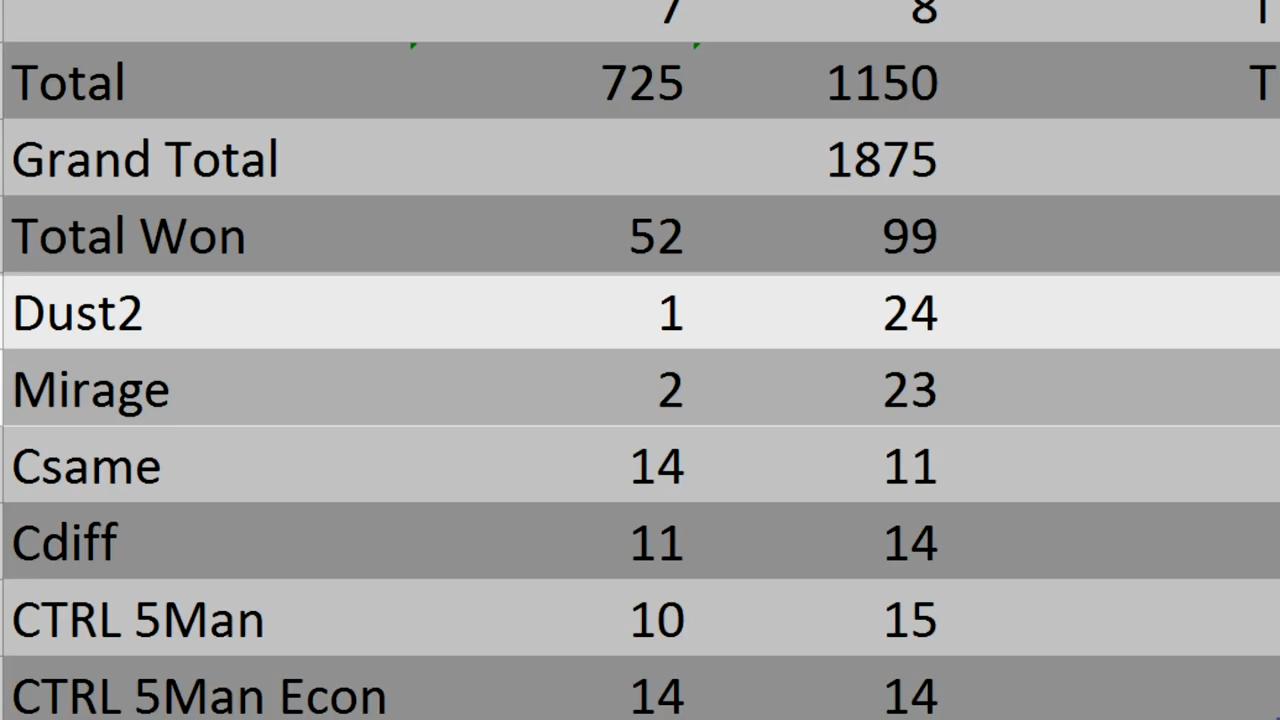 7 8 T
Total 725 1150 T
Grand Total 1875
Total Won 52 99
Dust2 1 24
Mirage 2 23
Csame 14 11
Cdiff 11 14
CTRL 5Man 10 15
CTRL 5Man Econ 14 14